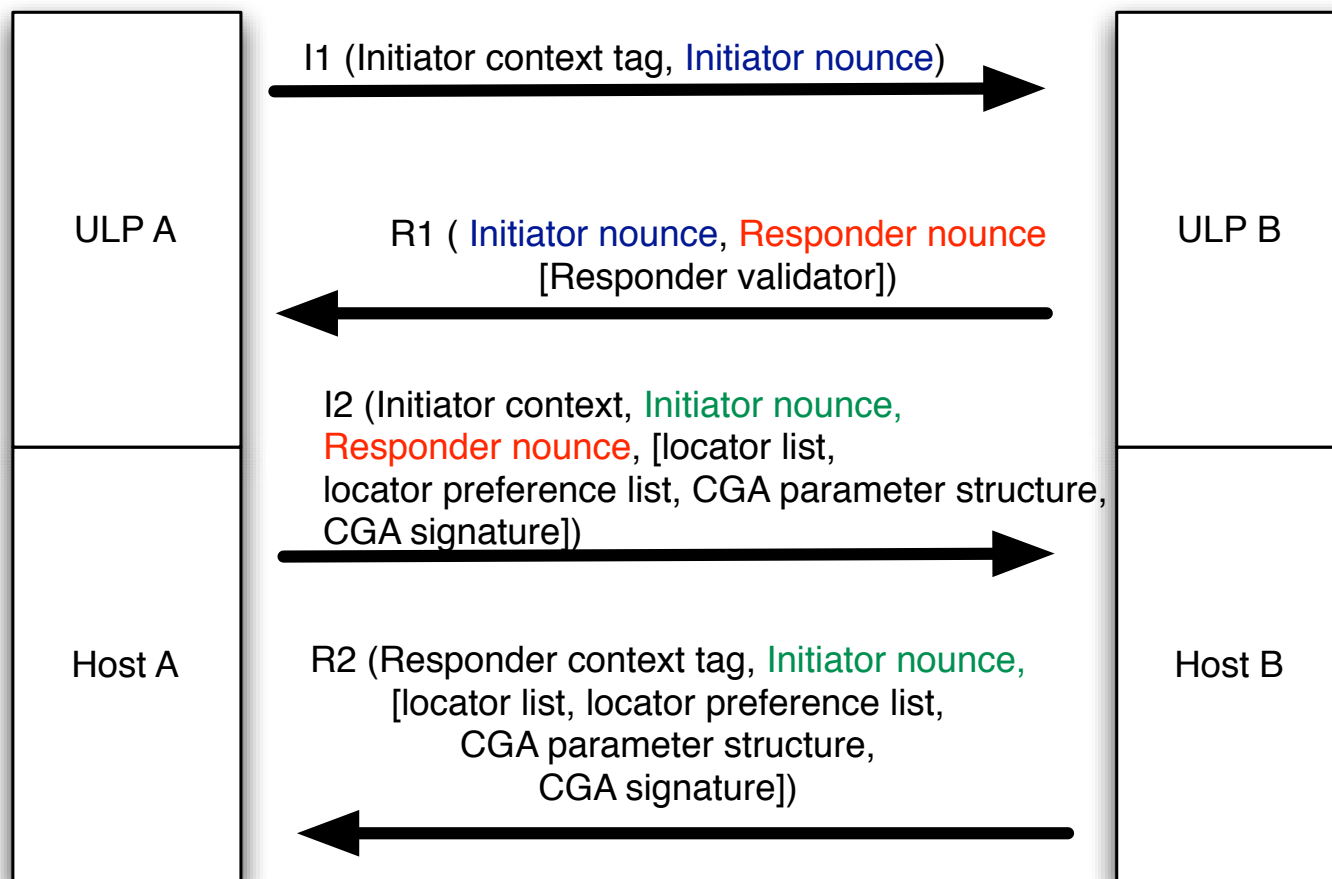 I1 (Initiator context tag, Initiator nounce)
ULP A
R1 ( Initiator nounce, Responder nounce
[Responder validator])
ULP B
I2 (Initiator context, Initiator nounce,
Responder nounce, [locator list,
locator preference list, CGA parameter structure,
CGA signature])
Host A
R2 (Responder context tag, Initiator nounce,
[locator list, locator preference list,
CGA parameter structure,
CGA signature])
Host B